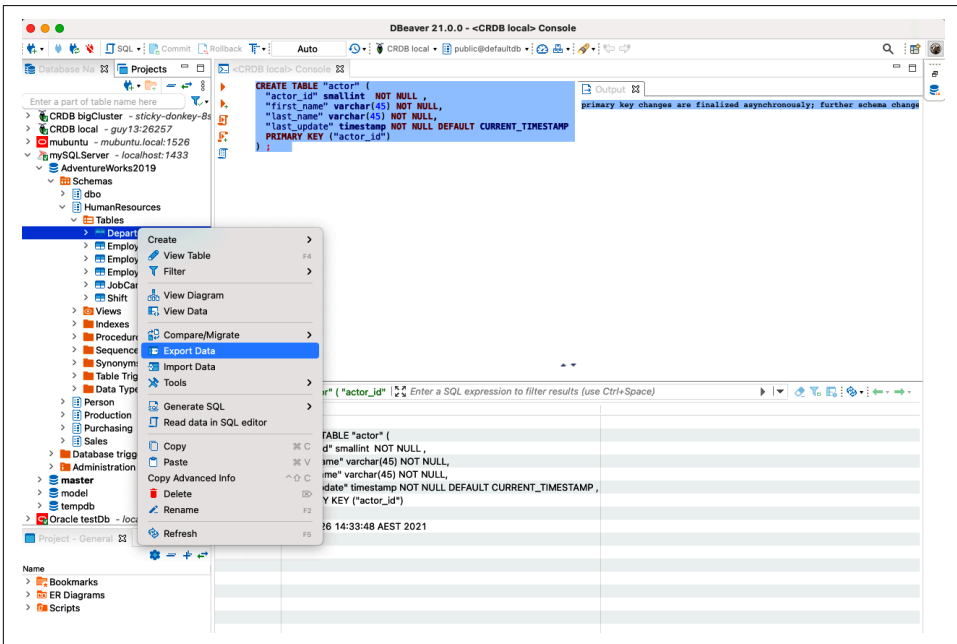 DBeaver 21.0.0 - <CRDB local> Console
SQL Commit Rollback T Auto CRDB local public@defaultdb
Database Na Projects
<CRDB local> Console
Enter a part of table name here
CRDB bigCluster - sticky-donkey-8s
CRDB local - guy13:26257
mubuntu - mubuntu.local:1526
mySQLServer - localhost:1433
AdventureWorks2019
Schemas
dbo
HumanResources
Tables
Depart
Employ
Employ
Employ
JobCan
Shift
Views
Indexes
Procedure
Sequence
Synonyms
Table Trig
Data Type
Person
Production
Purchasing
Sales
Database trigg
Administration
master
model
tempdb
Oracle testDb - loca
CREATE TABLE "actor" (
"actor_id" smallint NOT NULL ,
"first_name" varchar(45) NOT NULL,
"last_name" varchar(45) NOT NULL,
"last_update" timestamp NOT NULL DEFAULT CURRENT_TIMESTAMP
PRIMARY KEY ("actor_id")
) ;
Output
primary key changes are finalized asynchronously; further schema change
Create
View Table F4
Filter
View Diagram
View Data
Compare/Migrate
Export Data
Import Data
Tools
Generate SQL
Read data in SQL editor
Copy ⌘ C
Paste ⌘ V
Copy Advanced Info ^⇧ C
Delete ⌦
Rename F2
Refresh F5
or" ( "actor_id" Enter a SQL expression to filter results (use Ctrl+Space)
TABLE "actor" (
d" smallint NOT NULL ,
ame" varchar(45) NOT NULL,
me" varchar(45) NOT NULL,
pdate" timestamp NOT NULL DEFAULT CURRENT_TIMESTAMP ,
Y KEY ("actor_id")
26 14:33:48 AEST 2021
Project - General
Name
Bookmarks
ER Diagrams
Scripts